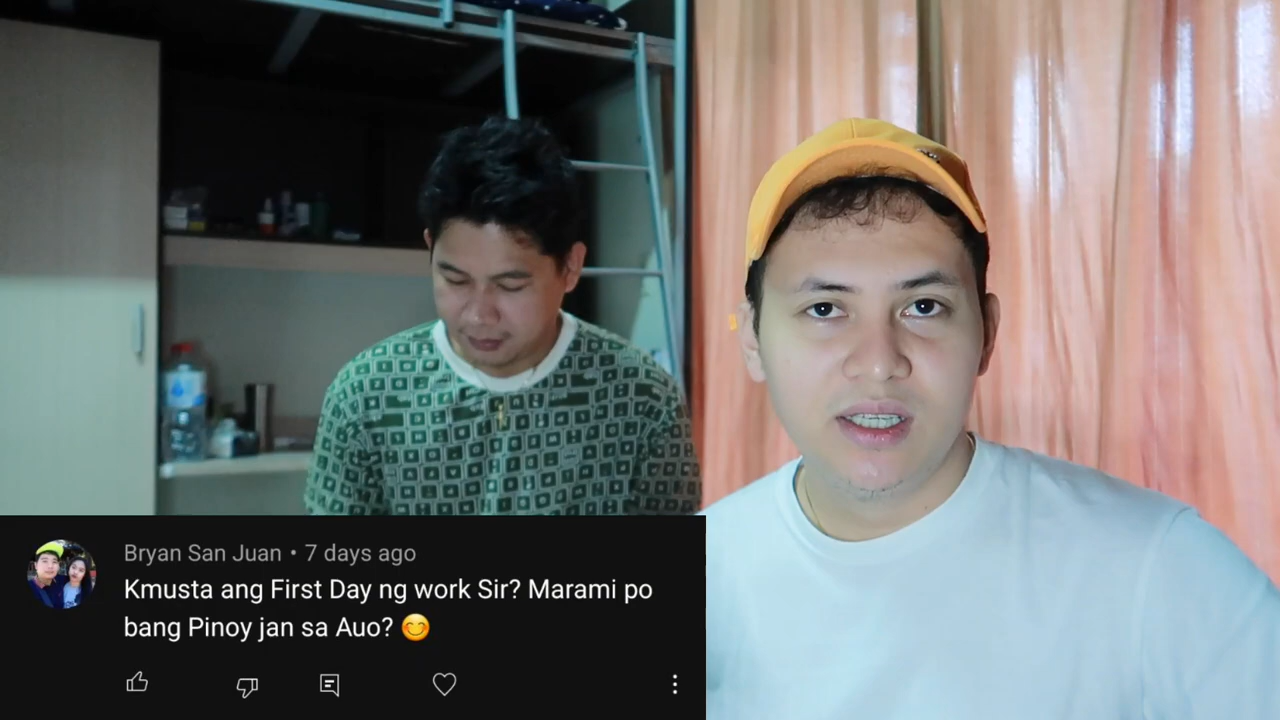 Bryan San Juan • 7 days ago
Kmusta ang First Day ng work Sir? Marami po
bang Pinoy jan sa Auo? 😊